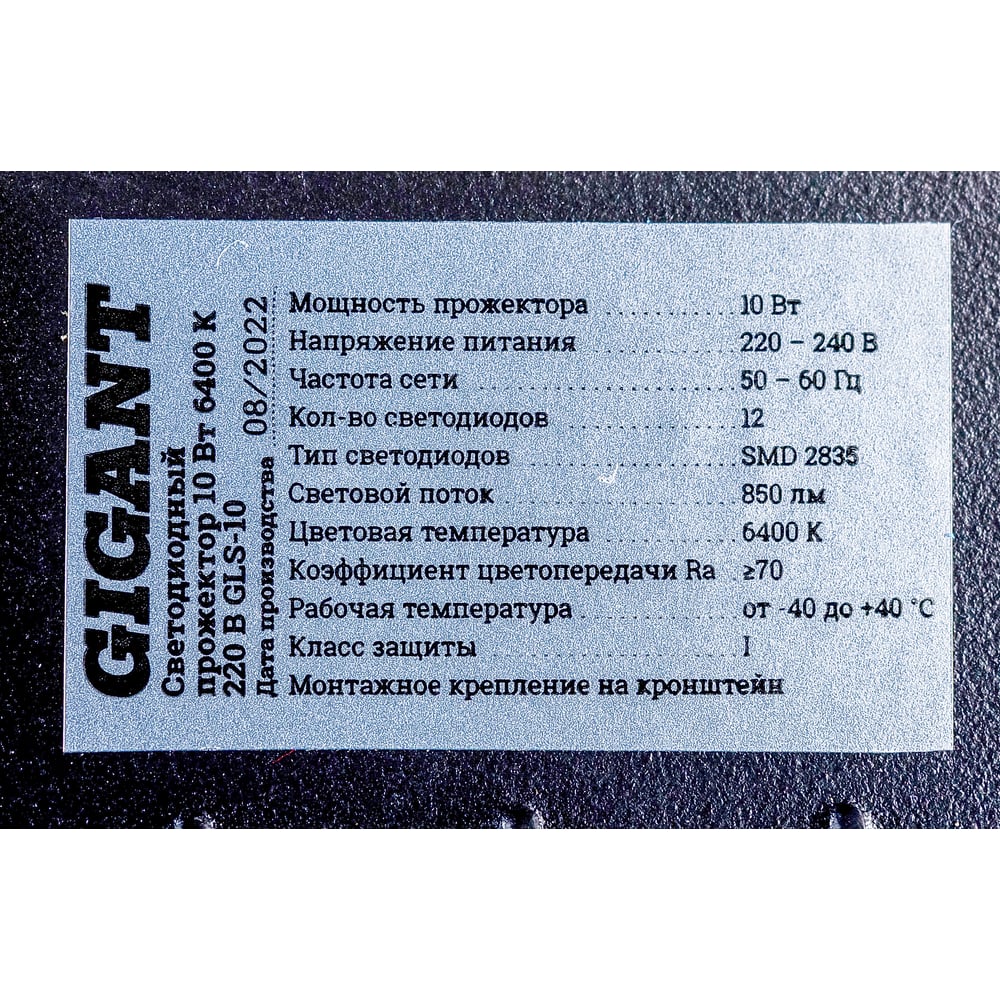 GIGANT
Светодиодный
прожектор 10 Вт 6400 К
220 В GLS-10
Дата производства 08/2022
Мощность прожектора 10 Вт
Напряжение питания 220 – 240 В
Частота сети 50 – 60 Гц
Кол-во светодиодов 12
Тип светодиодов SMD 2835
Световой поток 850 лм
Цветовая температура 6400 К
Коэффициент цветопередачи Ra ≥70
Рабочая температура от -40 до +40 °С
Класс защиты I
Монтажное крепление на кронштейн